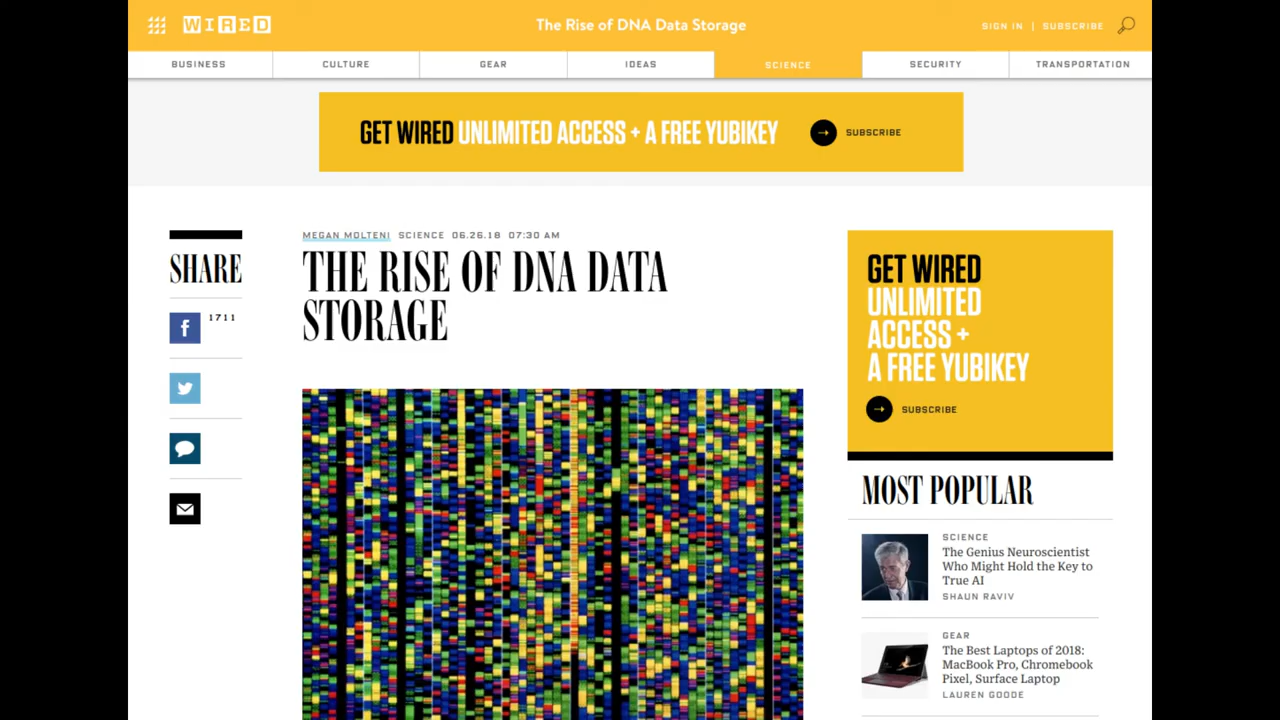 WIRED
The Rise of DNA Data Storage
SIGN IN | SUBSCRIBE
BUSINESS
CULTURE
GEAR
IDEAS
SCIENCE
SECURITY
TRANSPORTATION
GET WIRED UNLIMITED ACCESS + A FREE YUBIKEY
SUBSCRIBE
SHARE
f 1711
MEGAN MOLTENI SCIENCE 06.26.18 07:30 AM
THE RISE OF DNA DATA
STORAGE
GET WIRED
UNLIMITED
ACCESS +
A FREE YUBIKEY
SUBSCRIBE
MOST POPULAR
SCIENCE
The Genius Neuroscientist
Who Might Hold the Key to
True AI
SHAUN RAVIV
GEAR
The Best Laptops of 2018:
MacBook Pro, Chromebook
Pixel, Surface Laptop
LAUREN GOODE